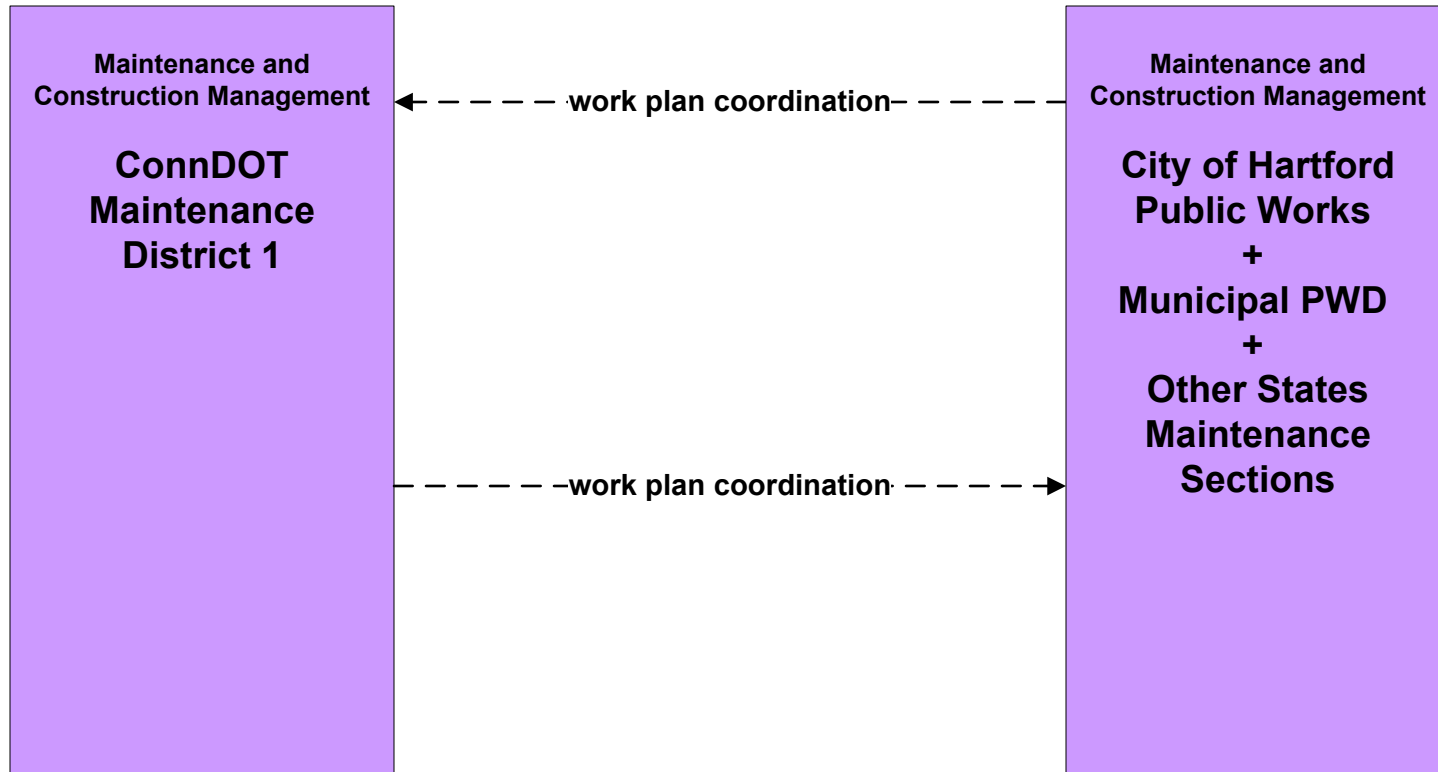 Maintenance and
Construction Management
ConnDOT
Maintenance
District 1
work plan coordination
work plan coordination
Maintenance and
Construction Management
City of Hartford
Public Works
+
Municipal PWD
+
Other States
Maintenance
Sections